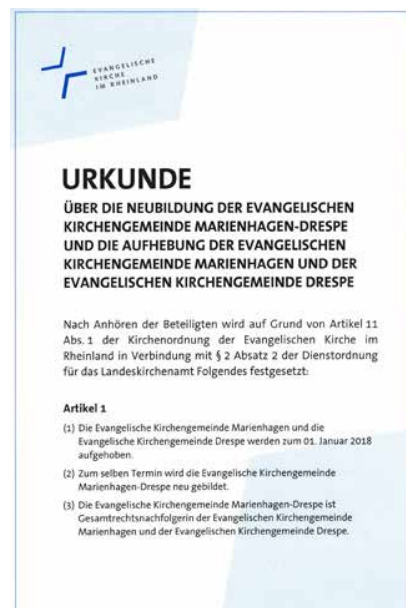 EVANGELISCHE
KIRCHE
IM RHEINLAND
URKUNDE
ÜBER DIE NEUBILDUNG DER EVANGELISCHEN
KIRCHENGEMEINDE MARIENHAGEN-DRESPE
UND DIE AUFHEBUNG DER EVANGELISCHEN
KIRCHENGEMEINDE MARIENHAGEN UND DER
EVANGELISCHEN KIRCHENGEMEINDE DRESPE
Nach Anhören der Beteiligten wird auf Grund von Artikel 11
Abs. 1 der Kirchenordnung der Evangelischen Kirche im
Rheinland in Verbindung mit § 2 Absatz 2 der Dienstordnung
für das Landeskirchenamt Folgendes festgesetzt:
Artikel 1
(1) Die Evangelische Kirchengemeinde Marienhagen und die
Evangelische Kirchengemeinde Drespe werden zum 01. Januar 2018
aufgehoben.
(2) Zum selben Termin wird die Evangelische Kirchengemeinde
Marienhagen-Drespe neu gebildet.
(3) Die Evangelische Kirchengemeinde Marienhagen-Drespe ist
Gesamtrechtsnachfolgerin der Evangelischen Kirchengemeinde
Marienhagen und der Evangelischen Kirchengemeinde Drespe.